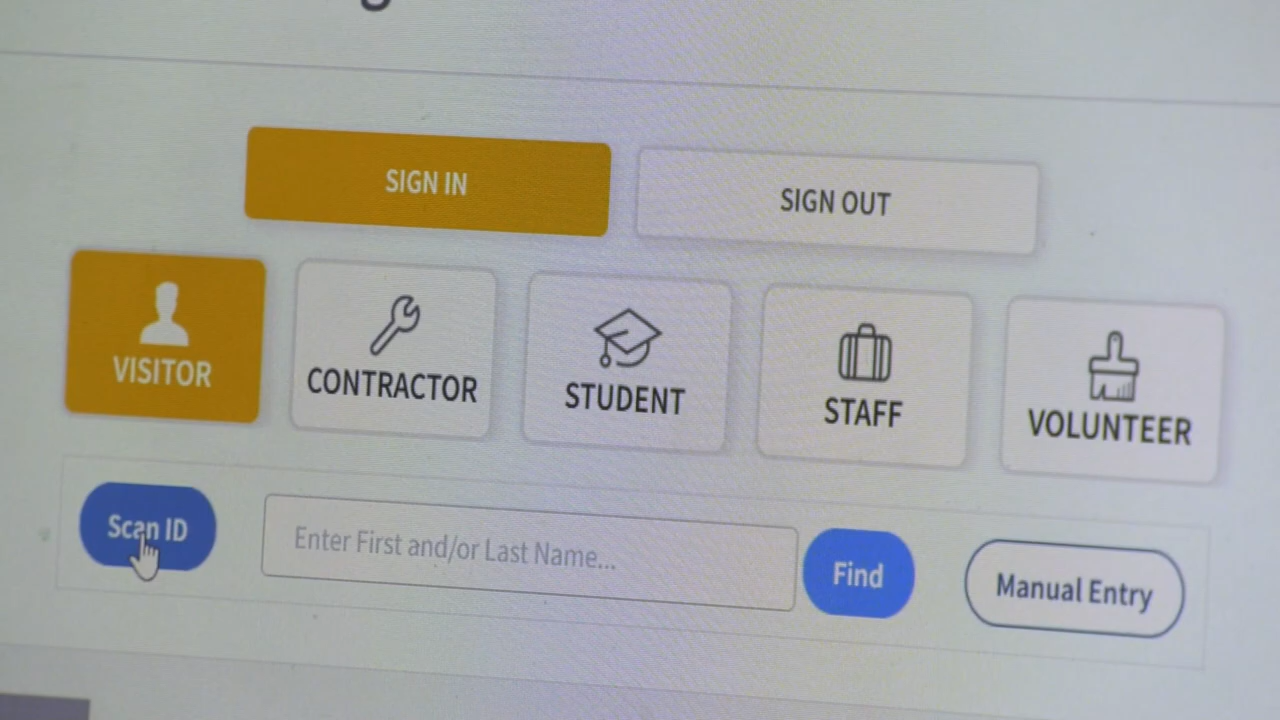 SIGN IN
SIGN OUT
VISITOR
CONTRACTOR
STUDENT
STAFF
VOLUNTEER
Scan ID
Enter First and/or Last Name...
Find
Manual Entry